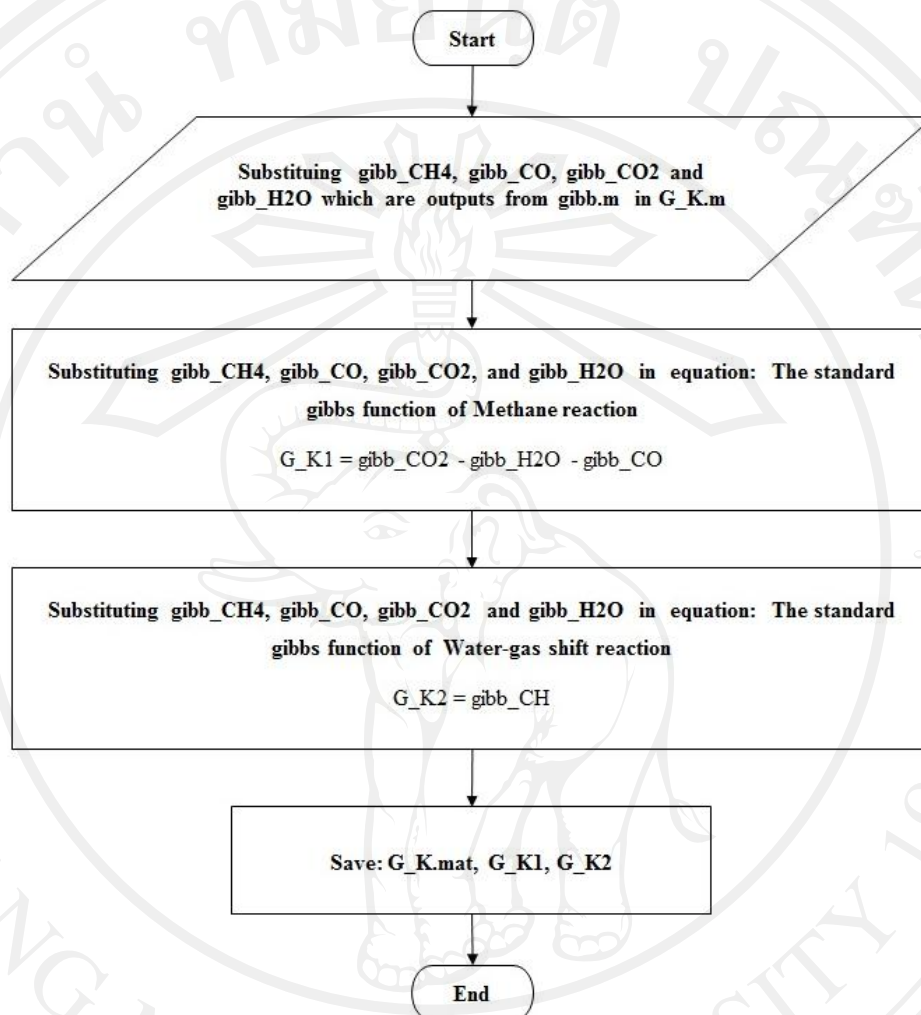 Start
Substituing gibb_CH4, gibb_CO, gibb_CO2 and
gibb_H2O which are outputs from gibb.m in G_K.m
Substituting gibb_CH4, gibb_CO, gibb_CO2, and gibb_H2O in equation: The standard
gibbs function of Methane reaction
G_K1 = gibb_CO2 - gibb_H2O - gibb_CO
Substituting gibb_CH4, gibb_CO, gibb_CO2 and gibb_H2O in equation: The standard
gibbs function of Water-gas shift reaction
G_K2 = gibb_CH
Save: G_K.mat, G_K1, G_K2
End